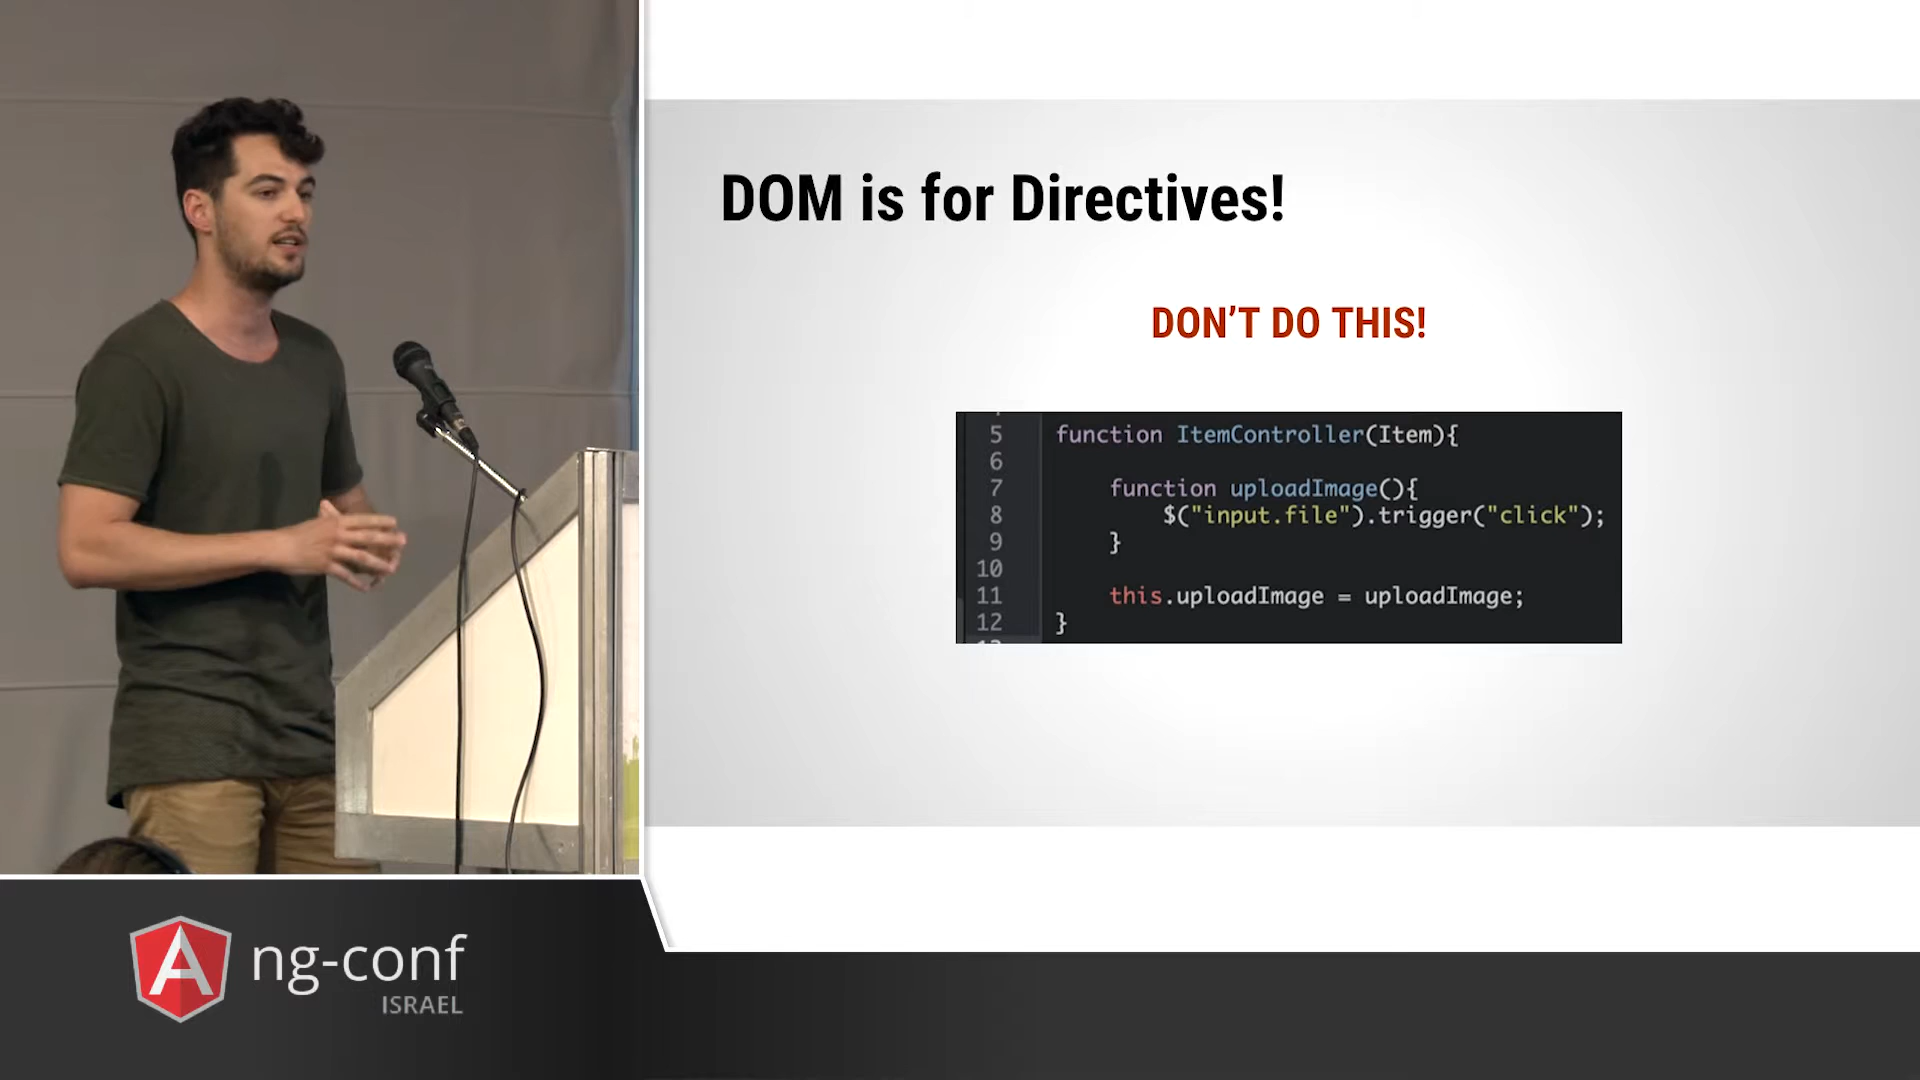 DOM is for Directives!
DON'T DO THIS!
5 function ItemController(Item){
6
7 function uploadImage(){
8 $("input.file").trigger("click");
9 }
10
11 this.uploadImage = uploadImage;
12 }
ng-conf
ISRAEL